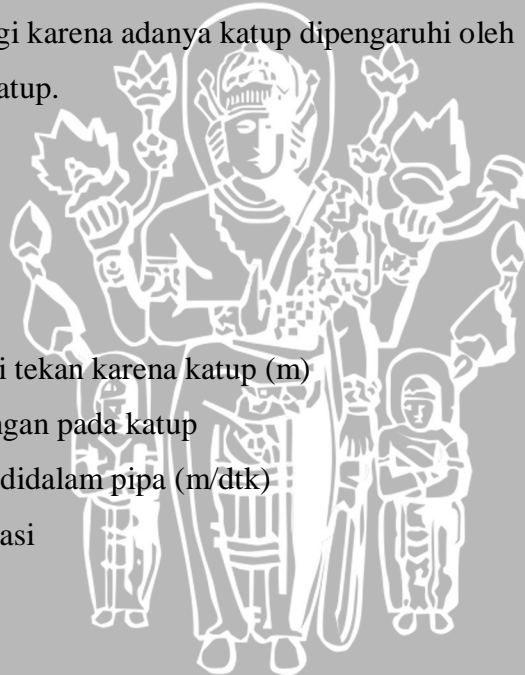 gi karena adanya katup dipengaruhi oleh
atup.
i tekan karena katup (m)
ngan pada katup
didalam pipa (m/dtk)
asi